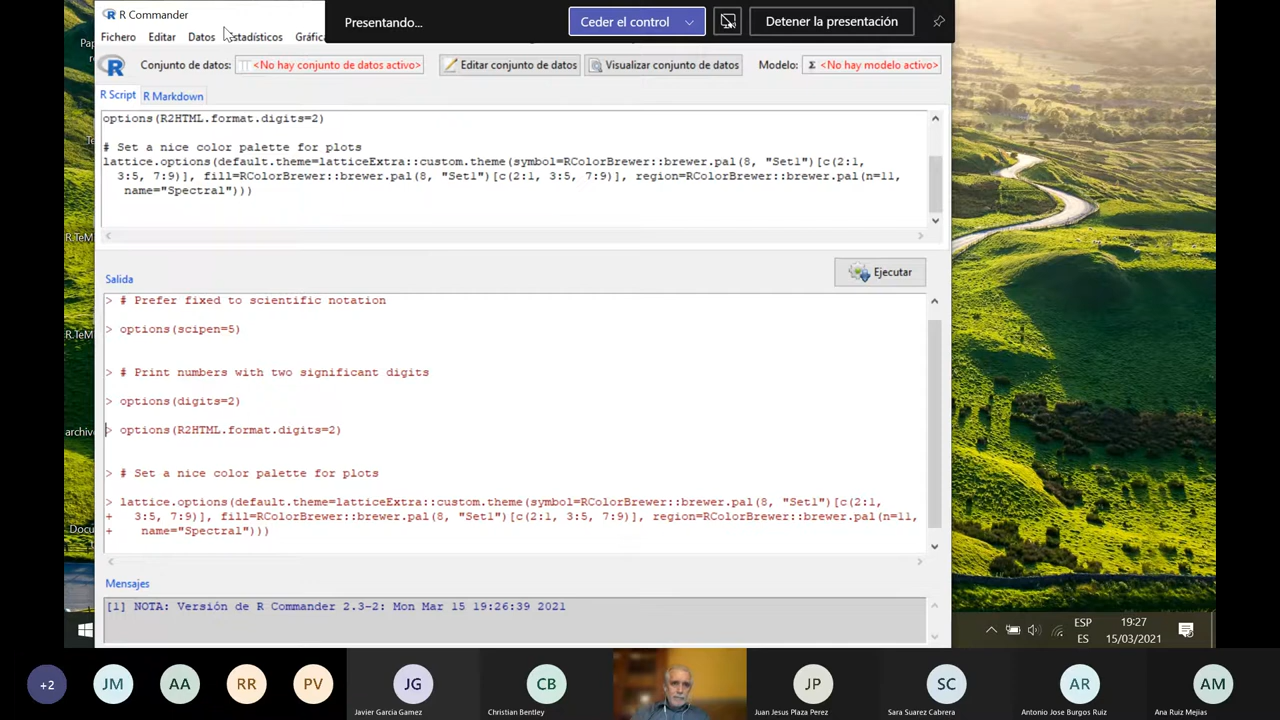 R Commander
Presentando...
Ceder el control
Detener la presentación
Fichero Editar Datos Estadísticos Gráfica
Conjunto de datos: <No hay conjunto de datos activo> Editar conjunto de datos Visualizar conjunto de datos Modelo: Σ <No hay modelo activo>
R Script R Markdown
options(R2HTML.format.digits=2)
# Set a nice color palette for plots
lattice.options(default.theme=latticeExtra::custom.theme(symbol=RColorBrewer::brewer.pal(8, "Set1")[c(2:1,
3:5, 7:9)], fill=RColorBrewer::brewer.pal(8, "Set1")[c(2:1, 3:5, 7:9)], region=RColorBrewer::brewer.pal(n=11,
name="Spectral")))
Ejecutar
Salida
> # Prefer fixed to scientific notation
> options(scipen=5)
> # Print numbers with two significant digits
> options(digits=2)
> options(R2HTML.format.digits=2)
> # Set a nice color palette for plots
> lattice.options(default.theme=latticeExtra::custom.theme(symbol=RColorBrewer::brewer.pal(8, "Set1")[c(2:1,
+ 3:5, 7:9)], fill=RColorBrewer::brewer.pal(8, "Set1")[c(2:1, 3:5, 7:9)], region=RColorBrewer::brewer.pal(n=11,
+ name="Spectral")))
Mensajes
[1] NOTA: Versión de R Commander 2.3-2: Mon Mar 15 19:26:39 2021
R.TeM
archivo
Docu
ESP
ES
19:27
15/03/2021
+2 JM AA RR PV JG CB JP SC AR AM
Javier Garcia Gamez
Christian Bentley
Juan Jesus Plaza Perez
Sara Suarez Cabrera
Antonio Jose Burgos Ruiz
Ana Ruiz Mejias